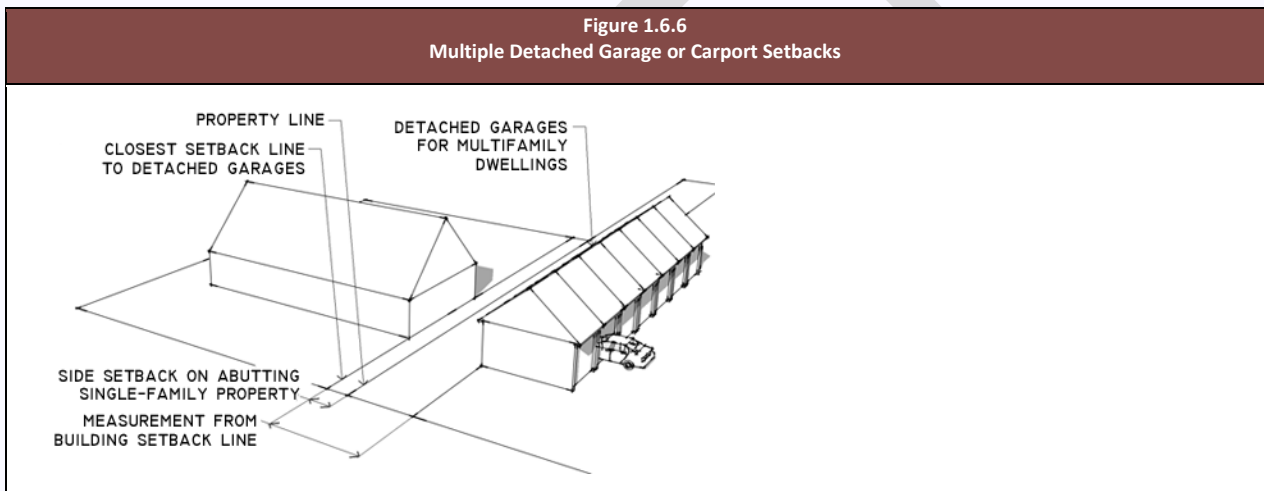 Figure 1.6.6
Multiple Detached Garage or Carport Setbacks
PROPERTY LINE
CLOSEST SETBACK LINE
TO DETACHED GARAGES
DETACHED GARAGES
FOR MULTIFAMILY
DWELLINGS
SIDE SETBACK ON ABUTTING
SINGLE-FAMILY PROPERTY
MEASUREMENT FROM
BUILDING SETBACK LINE